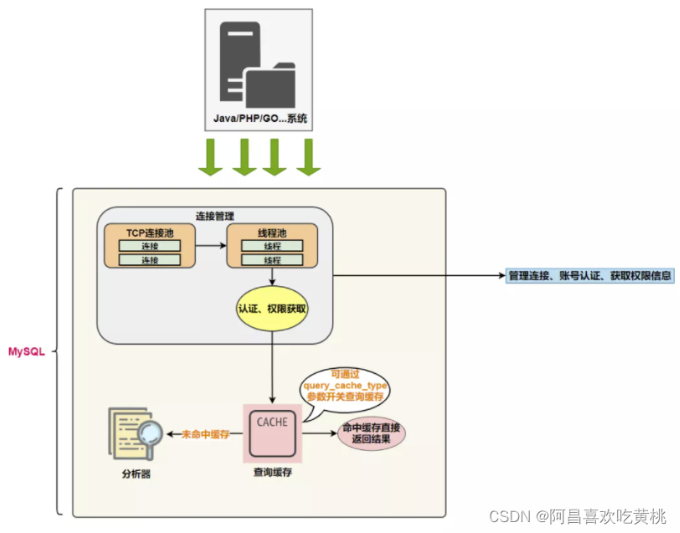 Java/PHP/GO...系统
连接管理
TCP连接池
连接
连接
线程池
线程
线程
认证、权限获取
管理连接、账号认证、获取权限信息
MySQL
可通过
query_cache_type
参数开关查询缓存
CACHE
未命中缓存
命中缓存直接
返回结果
分析器
查询缓存
CSDN @阿昌喜欢吃黄桃